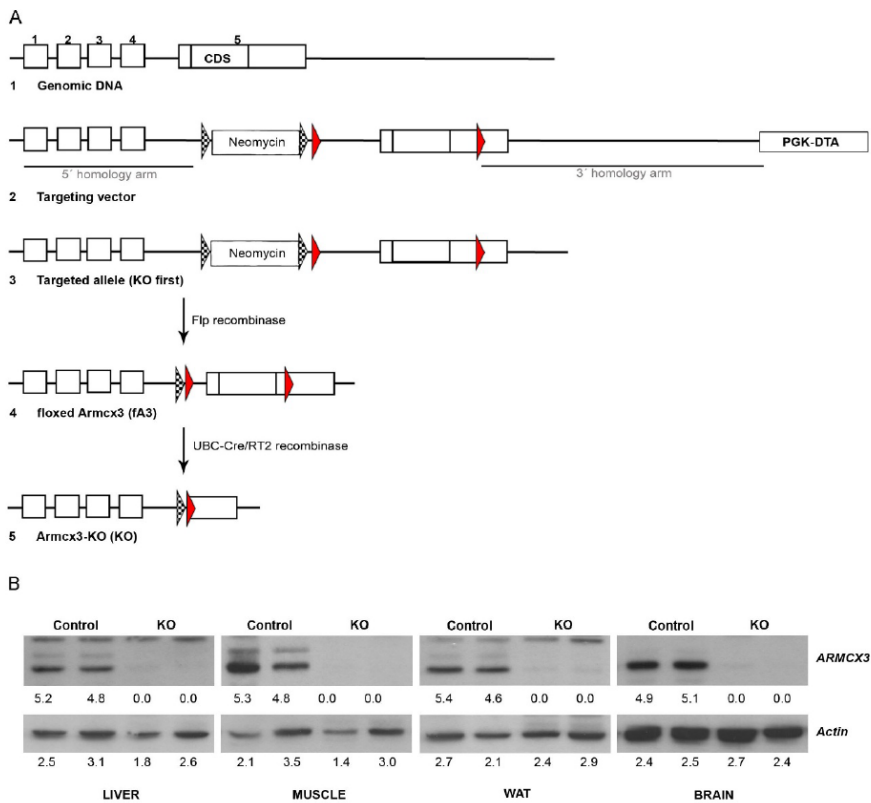 A
1 2 3 4 5
CDS
1 Genomic DNA
Neomycin
PGK-DTA
5´ homology arm
3´ homology arm
2 Targeting vector
Neomycin
3 Targeted allele (KO first)
Flp recombinase
4 floxed Armcx3 (fA3)
UBC-Cre/RT2 recombinase
5 Armcx3-KO (KO)
B
Control KO Control KO Control KO Control KO
ARMCX3
5.2 4.8 0.0 0.0 5.3 4.8 0.0 0.0 5.4 4.6 0.0 0.0 4.9 5.1 0.0 0.0
Actin
2.5 3.1 1.8 2.6 2.1 3.5 1.4 3.0 2.7 2.1 2.4 2.9 2.4 2.5 2.7 2.4
LIVER MUSCLE WAT BRAIN